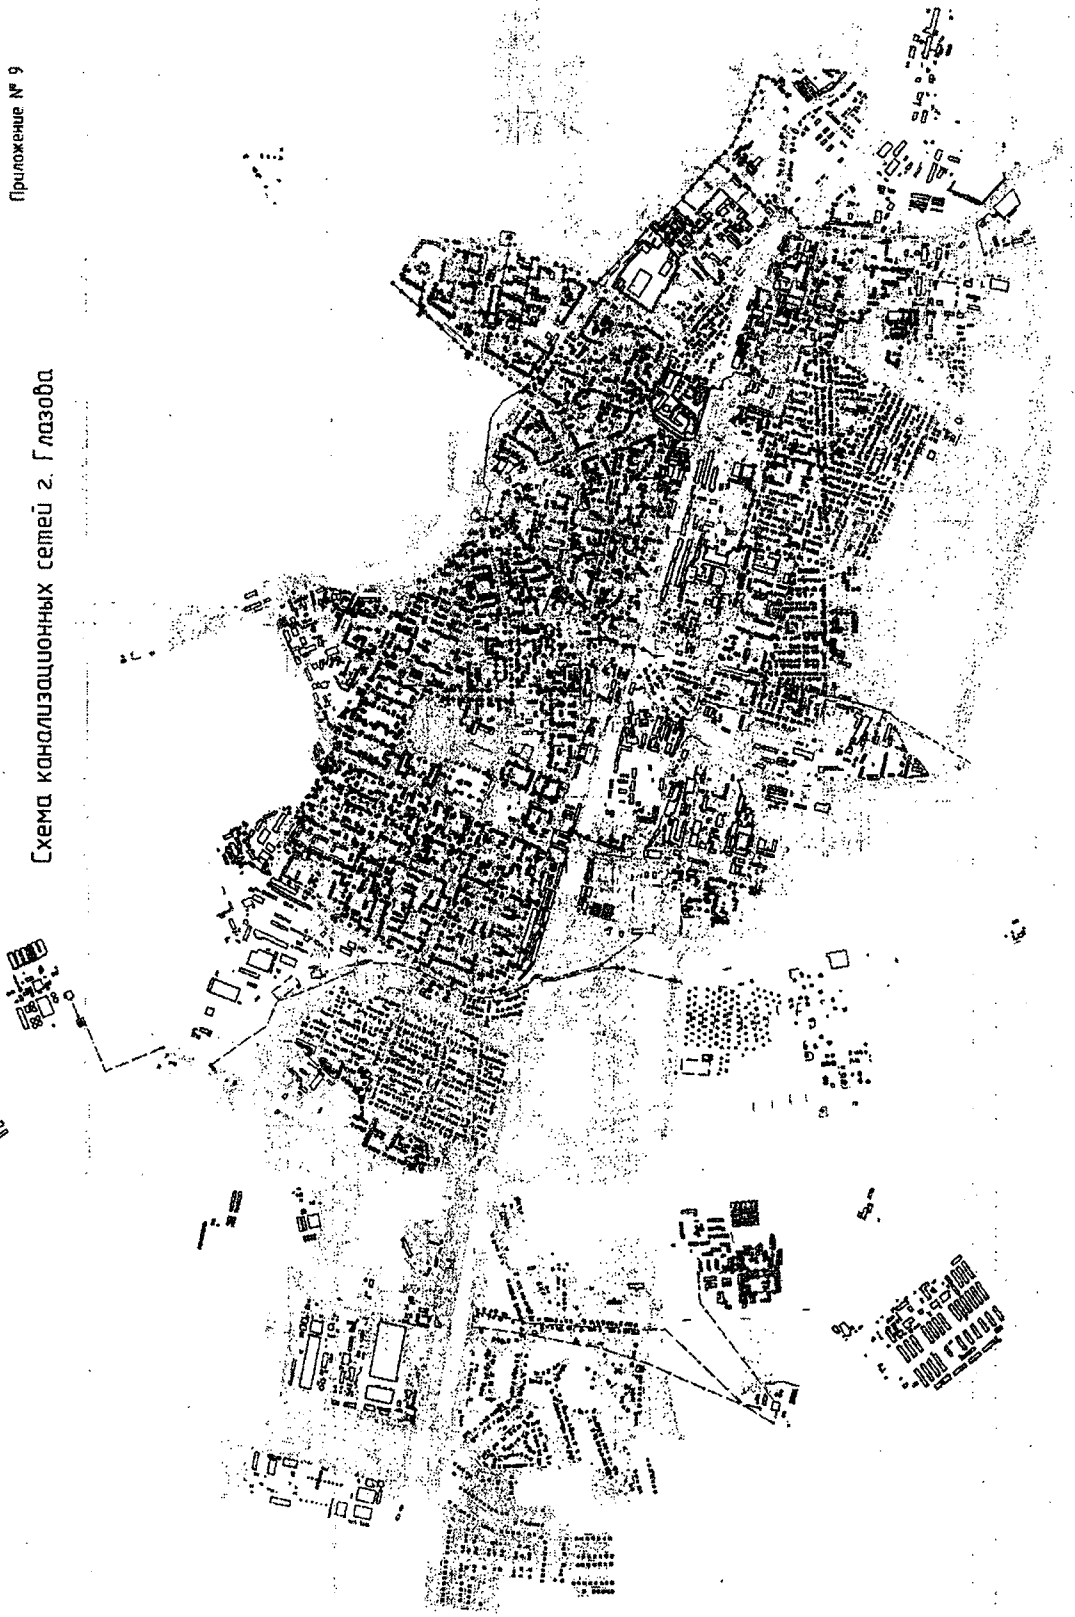 Приложение № 9
Схема канализационных сетей г. Глазова